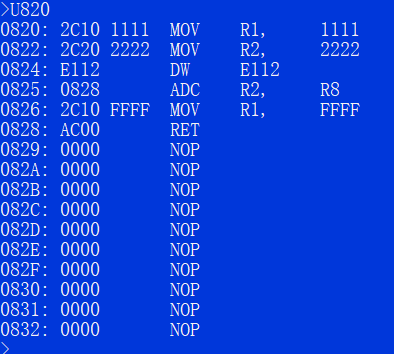 >U820
0820: 2C10 1111 MOV R1, 1111
0822: 2C20 2222 MOV R2, 2222
0824: E112 DW E112
0825: 0828 ADC R2, R8
0826: 2C10 FFFF MOV R1, FFFF
0828: AC00 RET
0829: 0000 NOP
082A: 0000 NOP
082B: 0000 NOP
082C: 0000 NOP
082D: 0000 NOP
082E: 0000 NOP
082F: 0000 NOP
0830: 0000 NOP
0831: 0000 NOP
0832: 0000 NOP
>